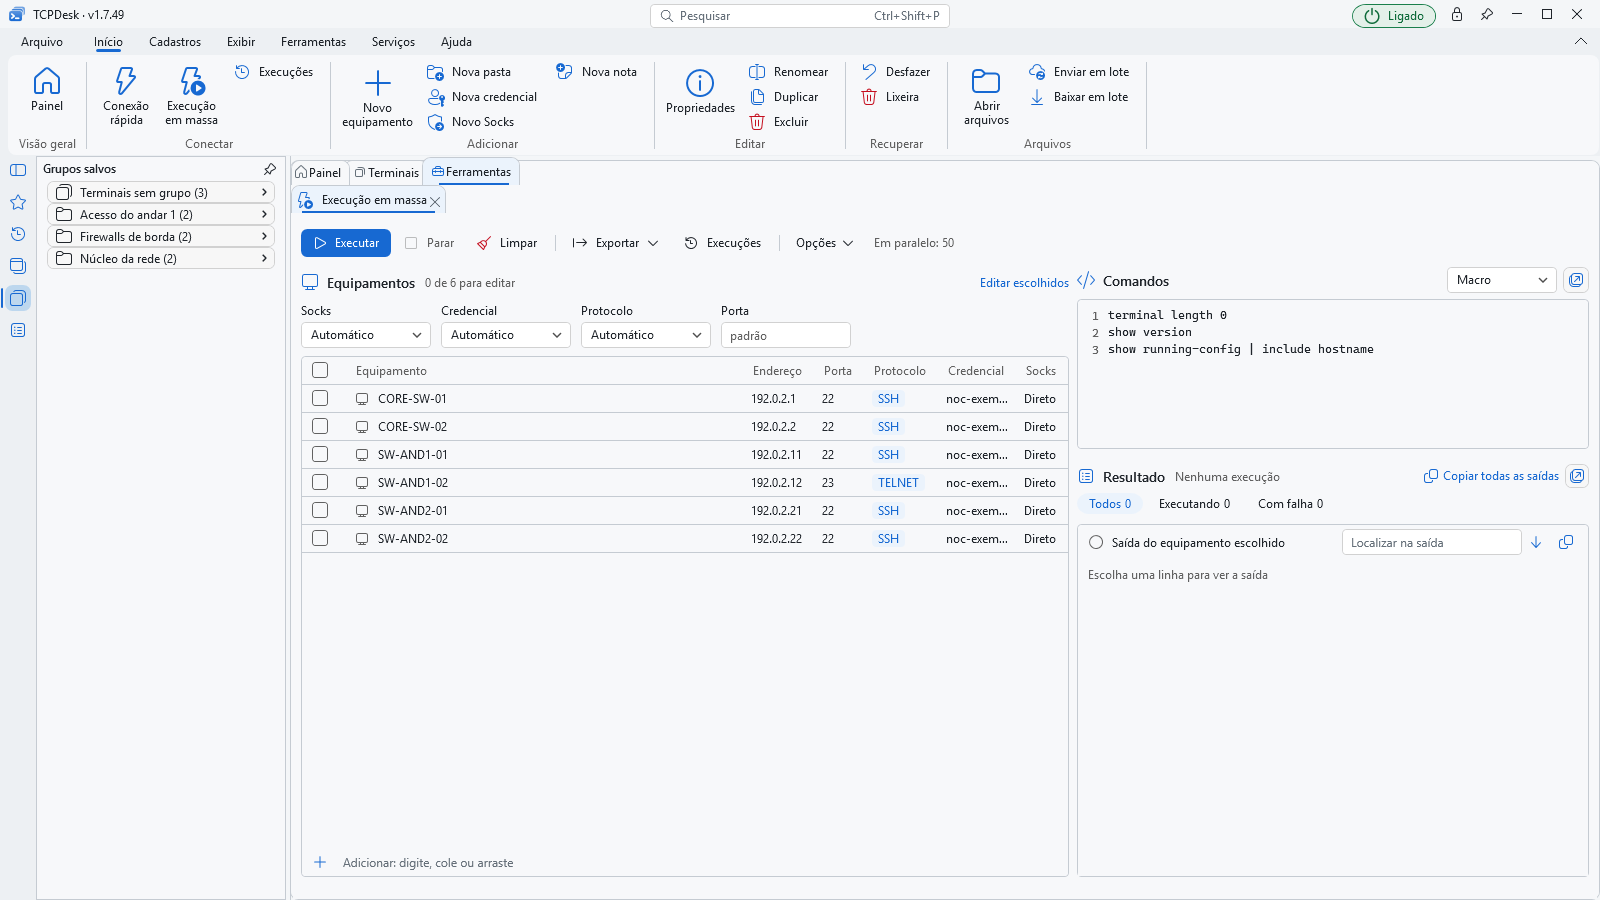 TCPDesk · v1.7.49
Pesquisar Ctrl+Shift+P
Ligado
Arquivo Início Cadastros Exibir Ferramentas Serviços Ajuda
Painel
Visão geral
Conexão rápida
Execução em massa
Execuções
Conectar
Novo equipamento
Nova pasta
Nova credencial
Novo Socks
Nova nota
Adicionar
Propriedades
Renomear
Duplicar
Excluir
Editar
Desfazer
Lixeira
Recuperar
Abrir arquivos
Enviar em lote
Baixar em lote
Arquivos
Grupos salvos
Terminais sem grupo (3)
Acesso do andar 1 (2)
Firewalls de borda (2)
Núcleo da rede (2)
Painel Terminais Ferramentas
Execução em massa
Executar Parar Limpar Exportar Execuções Opções Em paralelo: 50
Equipamentos 0 de 6 para editar Editar escolhidos
Socks Credencial Protocolo Porta
Automático Automático Automático padrão
Equipamento Endereço Porta Protocolo Credencial Socks
CORE-SW-01 192.0.2.1 22 SSH noc-exem... Direto
CORE-SW-02 192.0.2.2 22 SSH noc-exem... Direto
SW-AND1-01 192.0.2.11 22 SSH noc-exem... Direto
SW-AND1-02 192.0.2.12 23 TELNET noc-exem... Direto
SW-AND2-01 192.0.2.21 22 SSH noc-exem... Direto
SW-AND2-02 192.0.2.22 22 SSH noc-exem... Direto
Adicionar: digite, cole ou arraste
Comandos Macro
1 terminal length 0
2 show version
3 show running-config | include hostname
Resultado Nenhuma execução Copiar todas as saídas
Todos 0 Executando 0 Com falha 0
Saída do equipamento escolhido Localizar na saída
Escolha uma linha para ver a saída